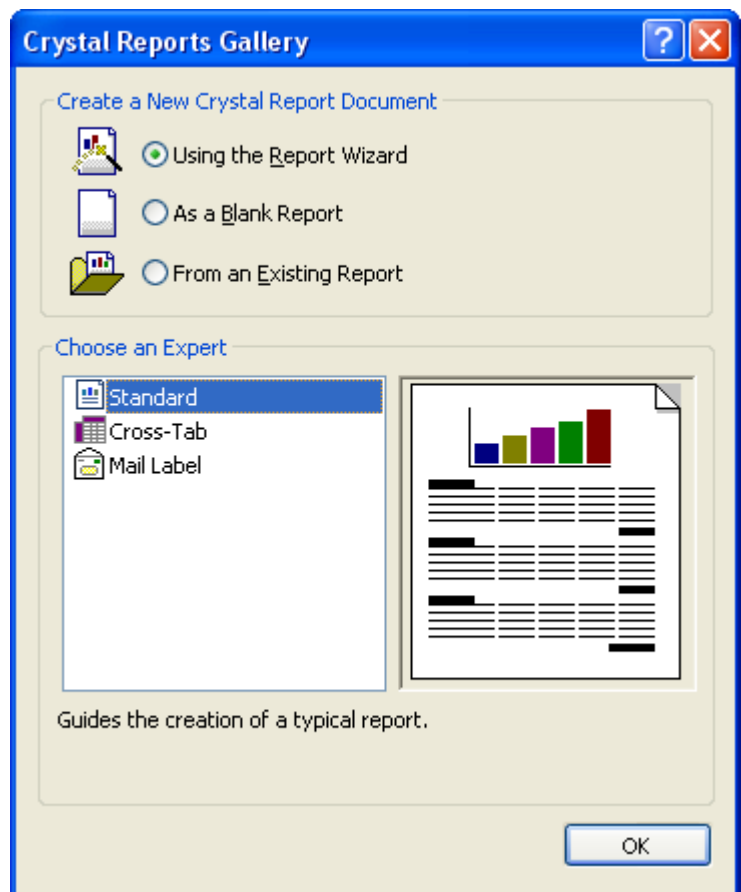 Crystal Reports Gallery
Create a New Crystal Report Document
Using the Report Wizard
As a Blank Report
From an Existing Report
Choose an Expert
Standard
Cross-Tab
Mail Label
Guides the creation of a typical report.
OK